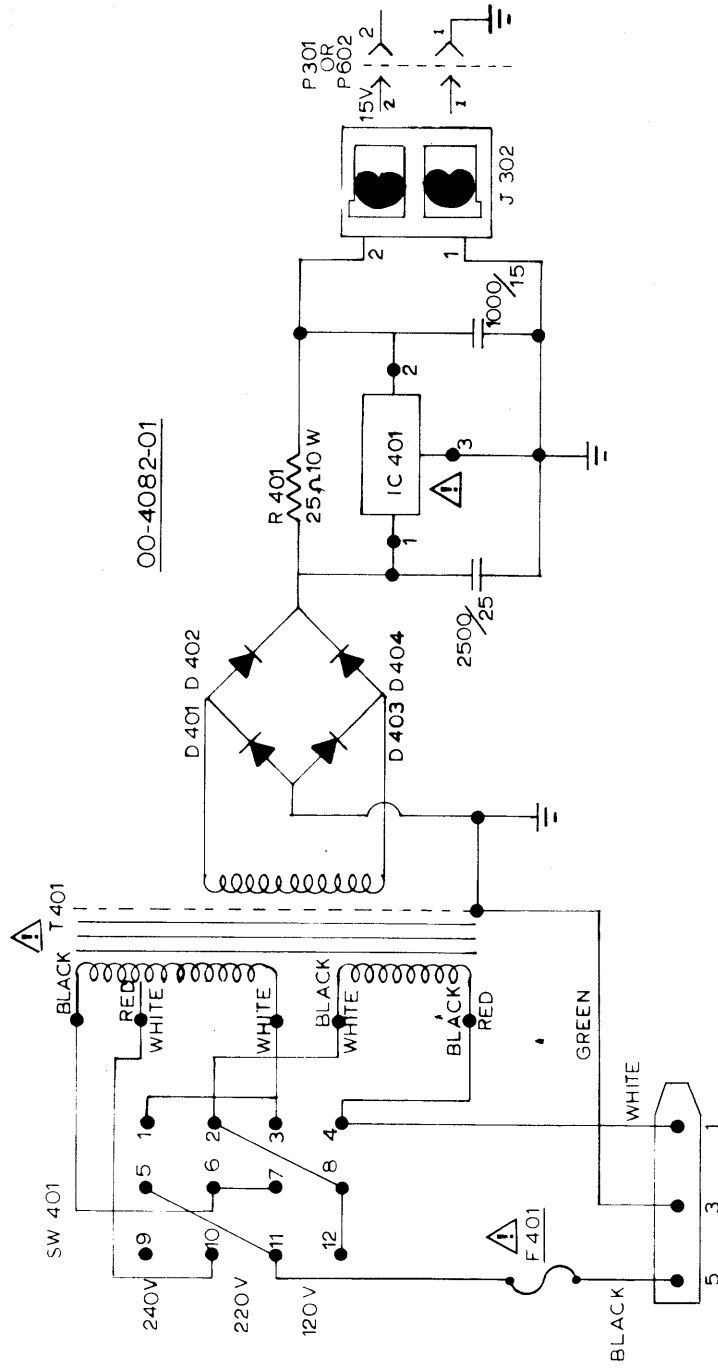 00-4082-01
SW 401
240V
220V
120V
9
10
11
12
5
6
7
8
1
2
3
4
BLACK
RED
WHITE
WHITE
BLACK
WHITE
BLACK
RED
T 401
GREEN
WHITE
F 401
BLACK
5
3
1
D 401 D 402
D 403 D 404
R 401
25Ω10 W
IC 401
1
2
3
2500/25
1000/15
2
1
J 302
P301
OR
P602
15V
2
2
1
1
!
!
!